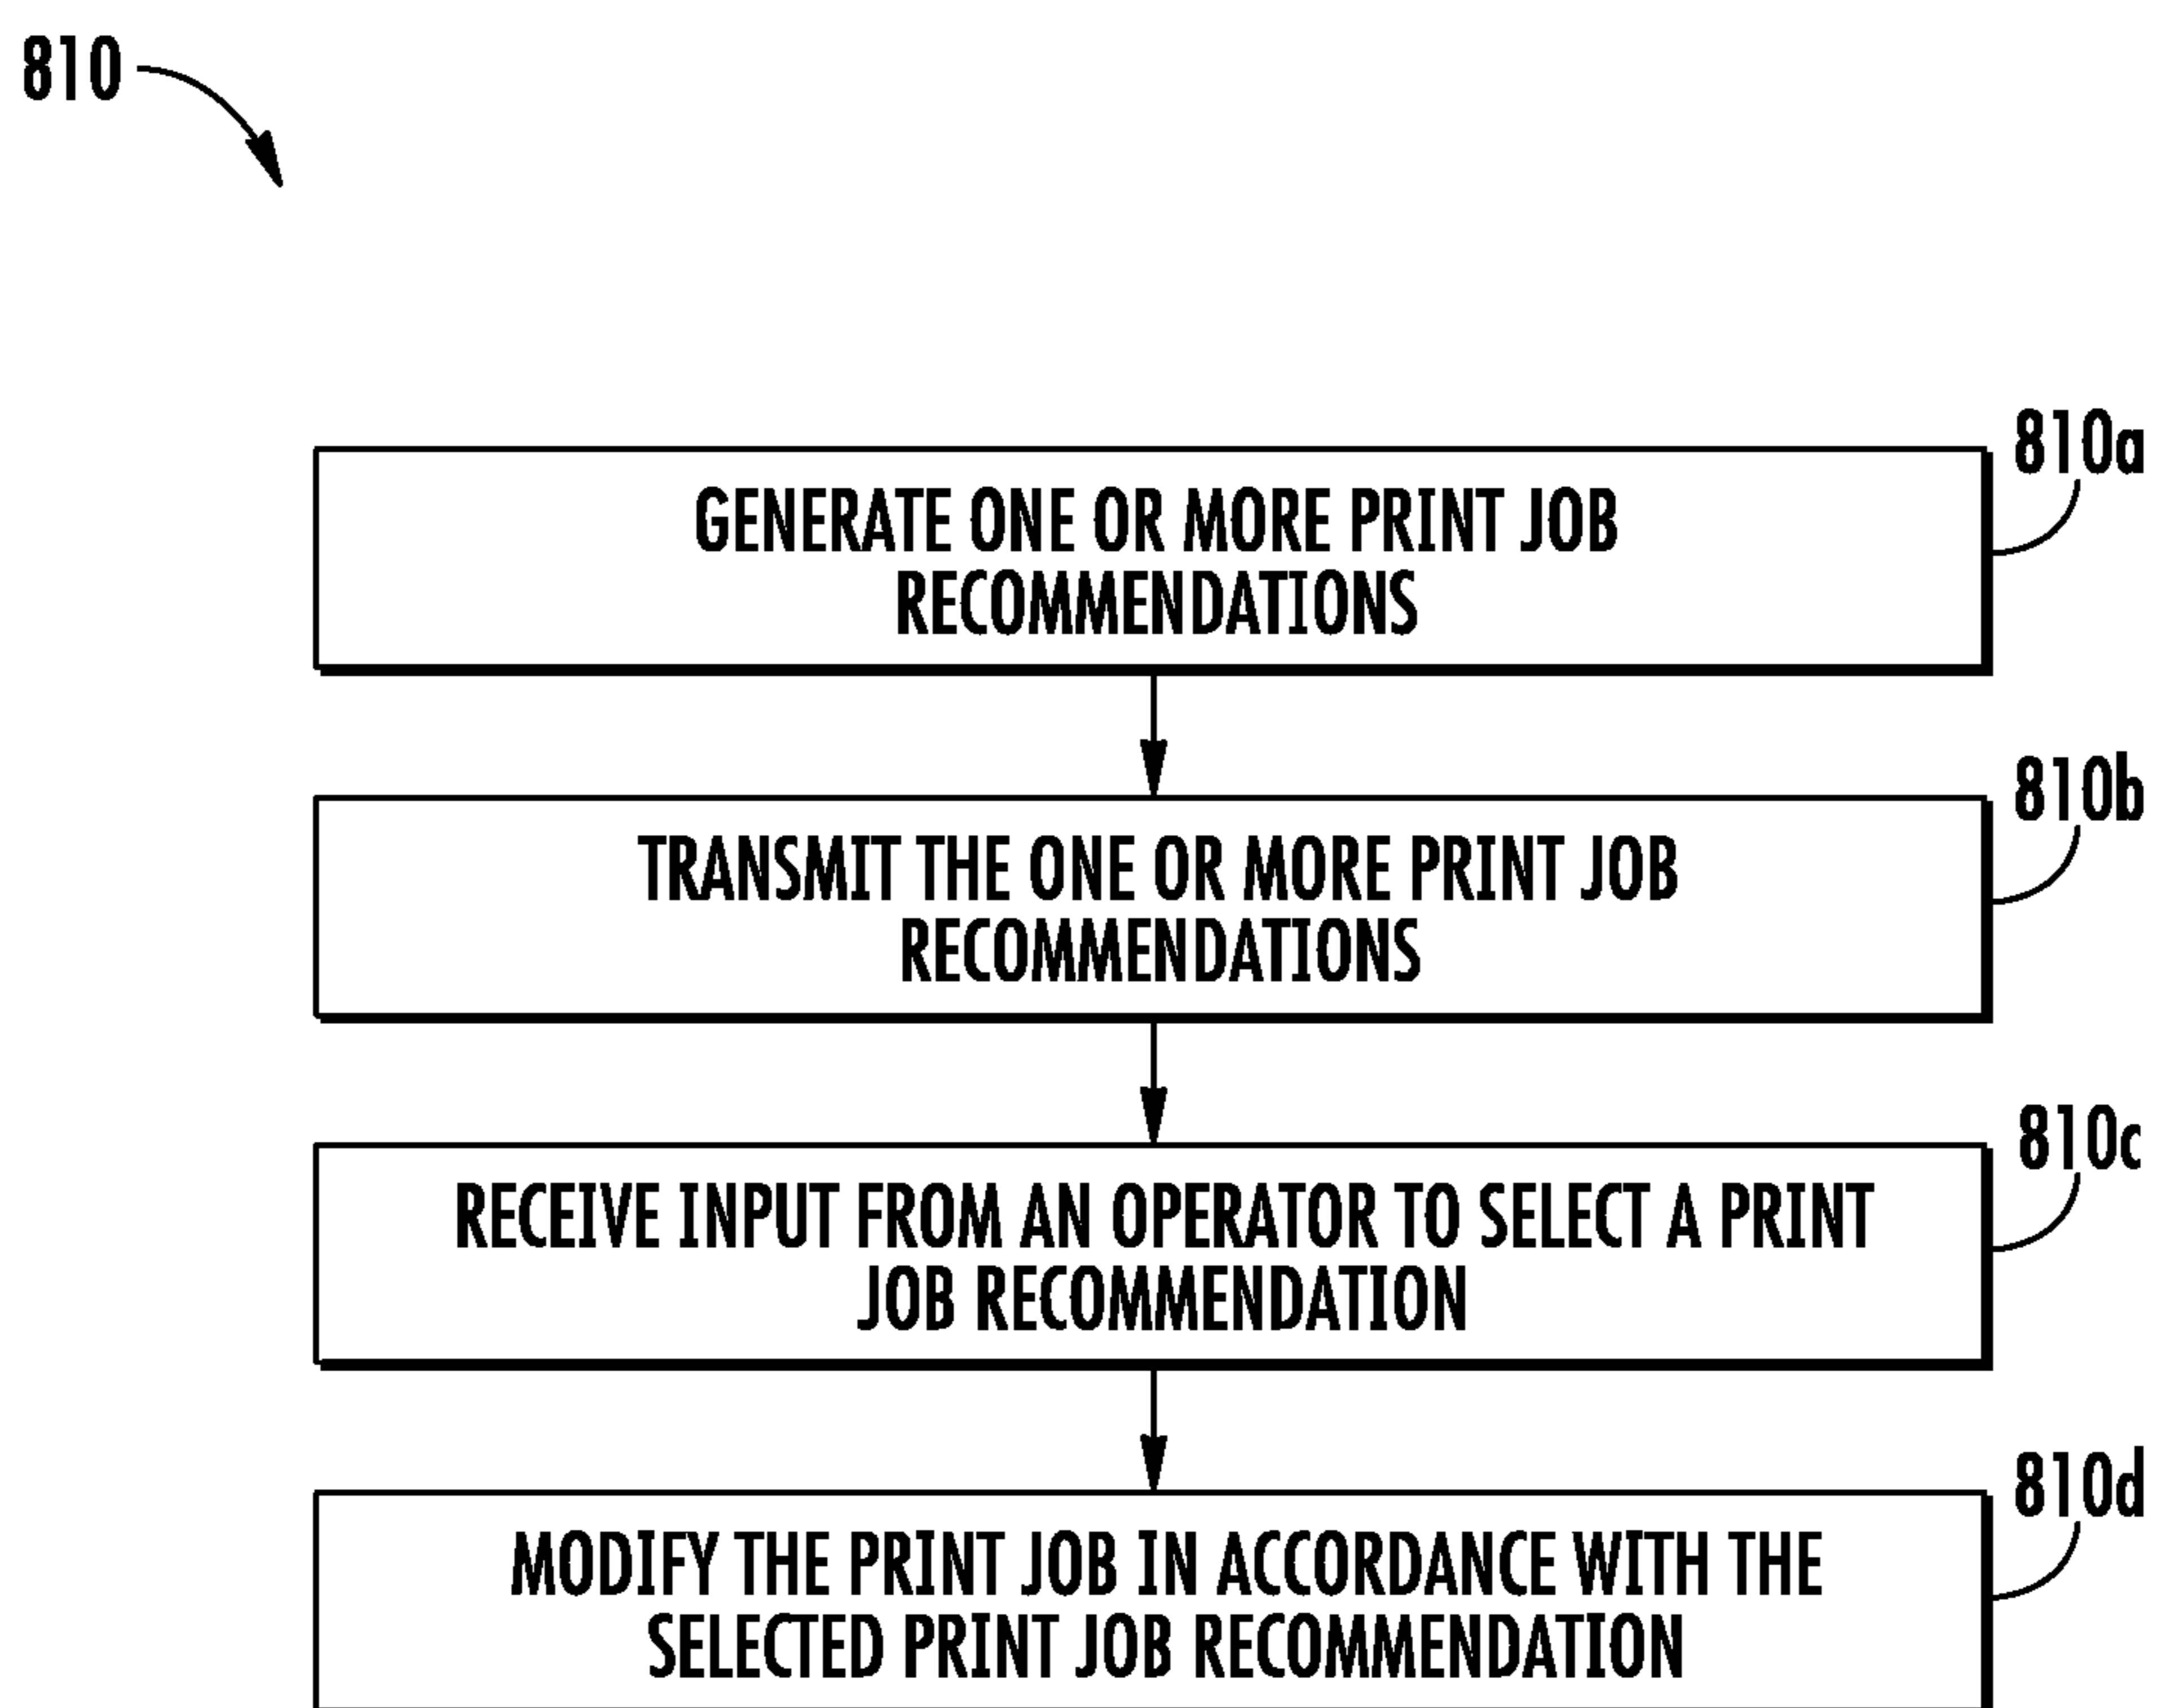 810
810a
GENERATE ONE OR MORE PRINT JOB
RECOMMENDATIONS
810b
TRANSMIT THE ONE OR MORE PRINT JOB
RECOMMENDATIONS
810c
RECEIVE INPUT FROM AN OPERATOR TO SELECT A PRINT
JOB RECOMMENDATION
810d
MODIFY THE PRINT JOB IN ACCORDANCE WITH THE
SELECTED PRINT JOB RECOMMENDATION